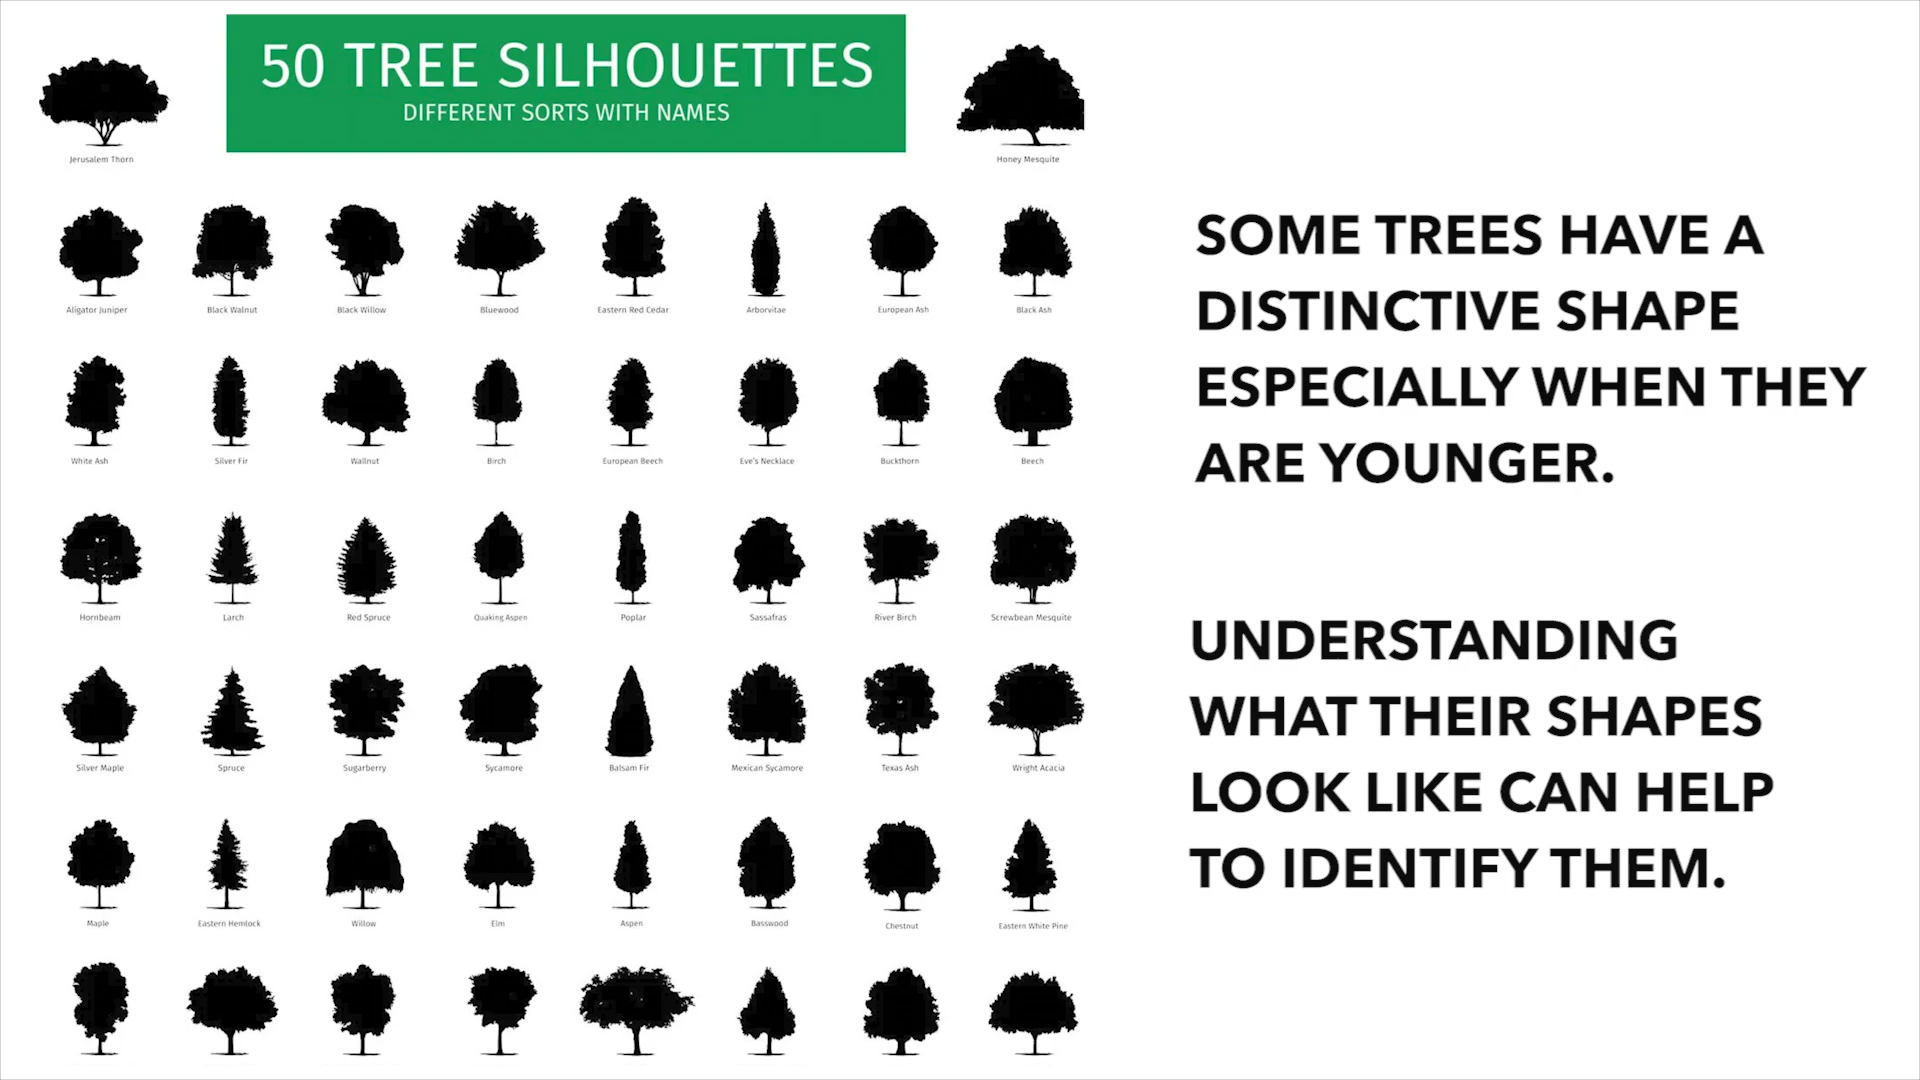 50 TREE SILHOUETTES
DIFFERENT SORTS WITH NAMES
Jerusalem Thorn
Honey Mesquite
Aligator Juniper
Black Walnut
Black Willow
Bluewood
Eastern Red Cedar
Arborvitae
European Ash
Black Ash
White Ash
Silver Fir
Wallnut
Birch
European Beech
Eve's Necklace
Buckthorn
Beech
Hornbeam
Larch
Red Spruce
Quaking Aspen
Poplar
Sassafras
River Birch
Screwbean Mesquite
Silver Maple
Spruce
Sugarberry
Sycamore
Balsam Fir
Mexican Sycamore
Texas Ash
Wright Acacia
Maple
Eastern Hemlock
Willow
Elm
Aspen
Basswood
Chestnut
Eastern White Pine
SOME TREES HAVE A
DISTINCTIVE SHAPE
ESPECIALLY WHEN THEY
ARE YOUNGER.
UNDERSTANDING
WHAT THEIR SHAPES
LOOK LIKE CAN HELP
TO IDENTIFY THEM.